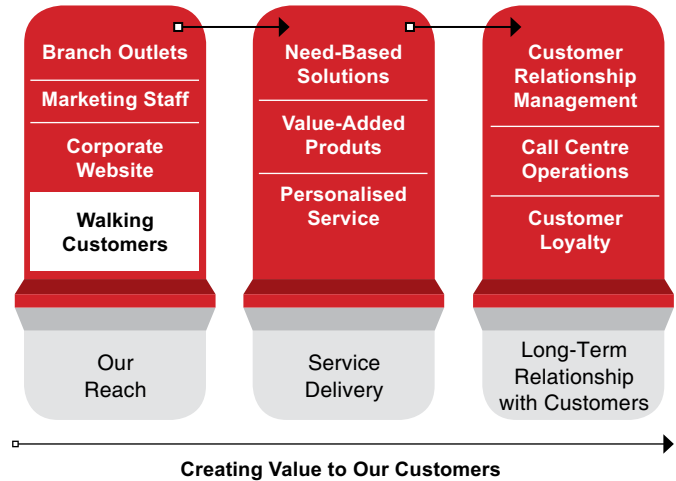 Branch Outlets
Marketing Staff
Corporate
Website
Walking
Customers
Our
Reach
Need-Based
Solutions
Value-Added
Produts
Personalised
Service
Service
Delivery
Customer
Relationship
Management
Call Centre
Operations
Customer
Loyalty
Long-Term
Relationship
with Customers
Creating Value to Our Customers